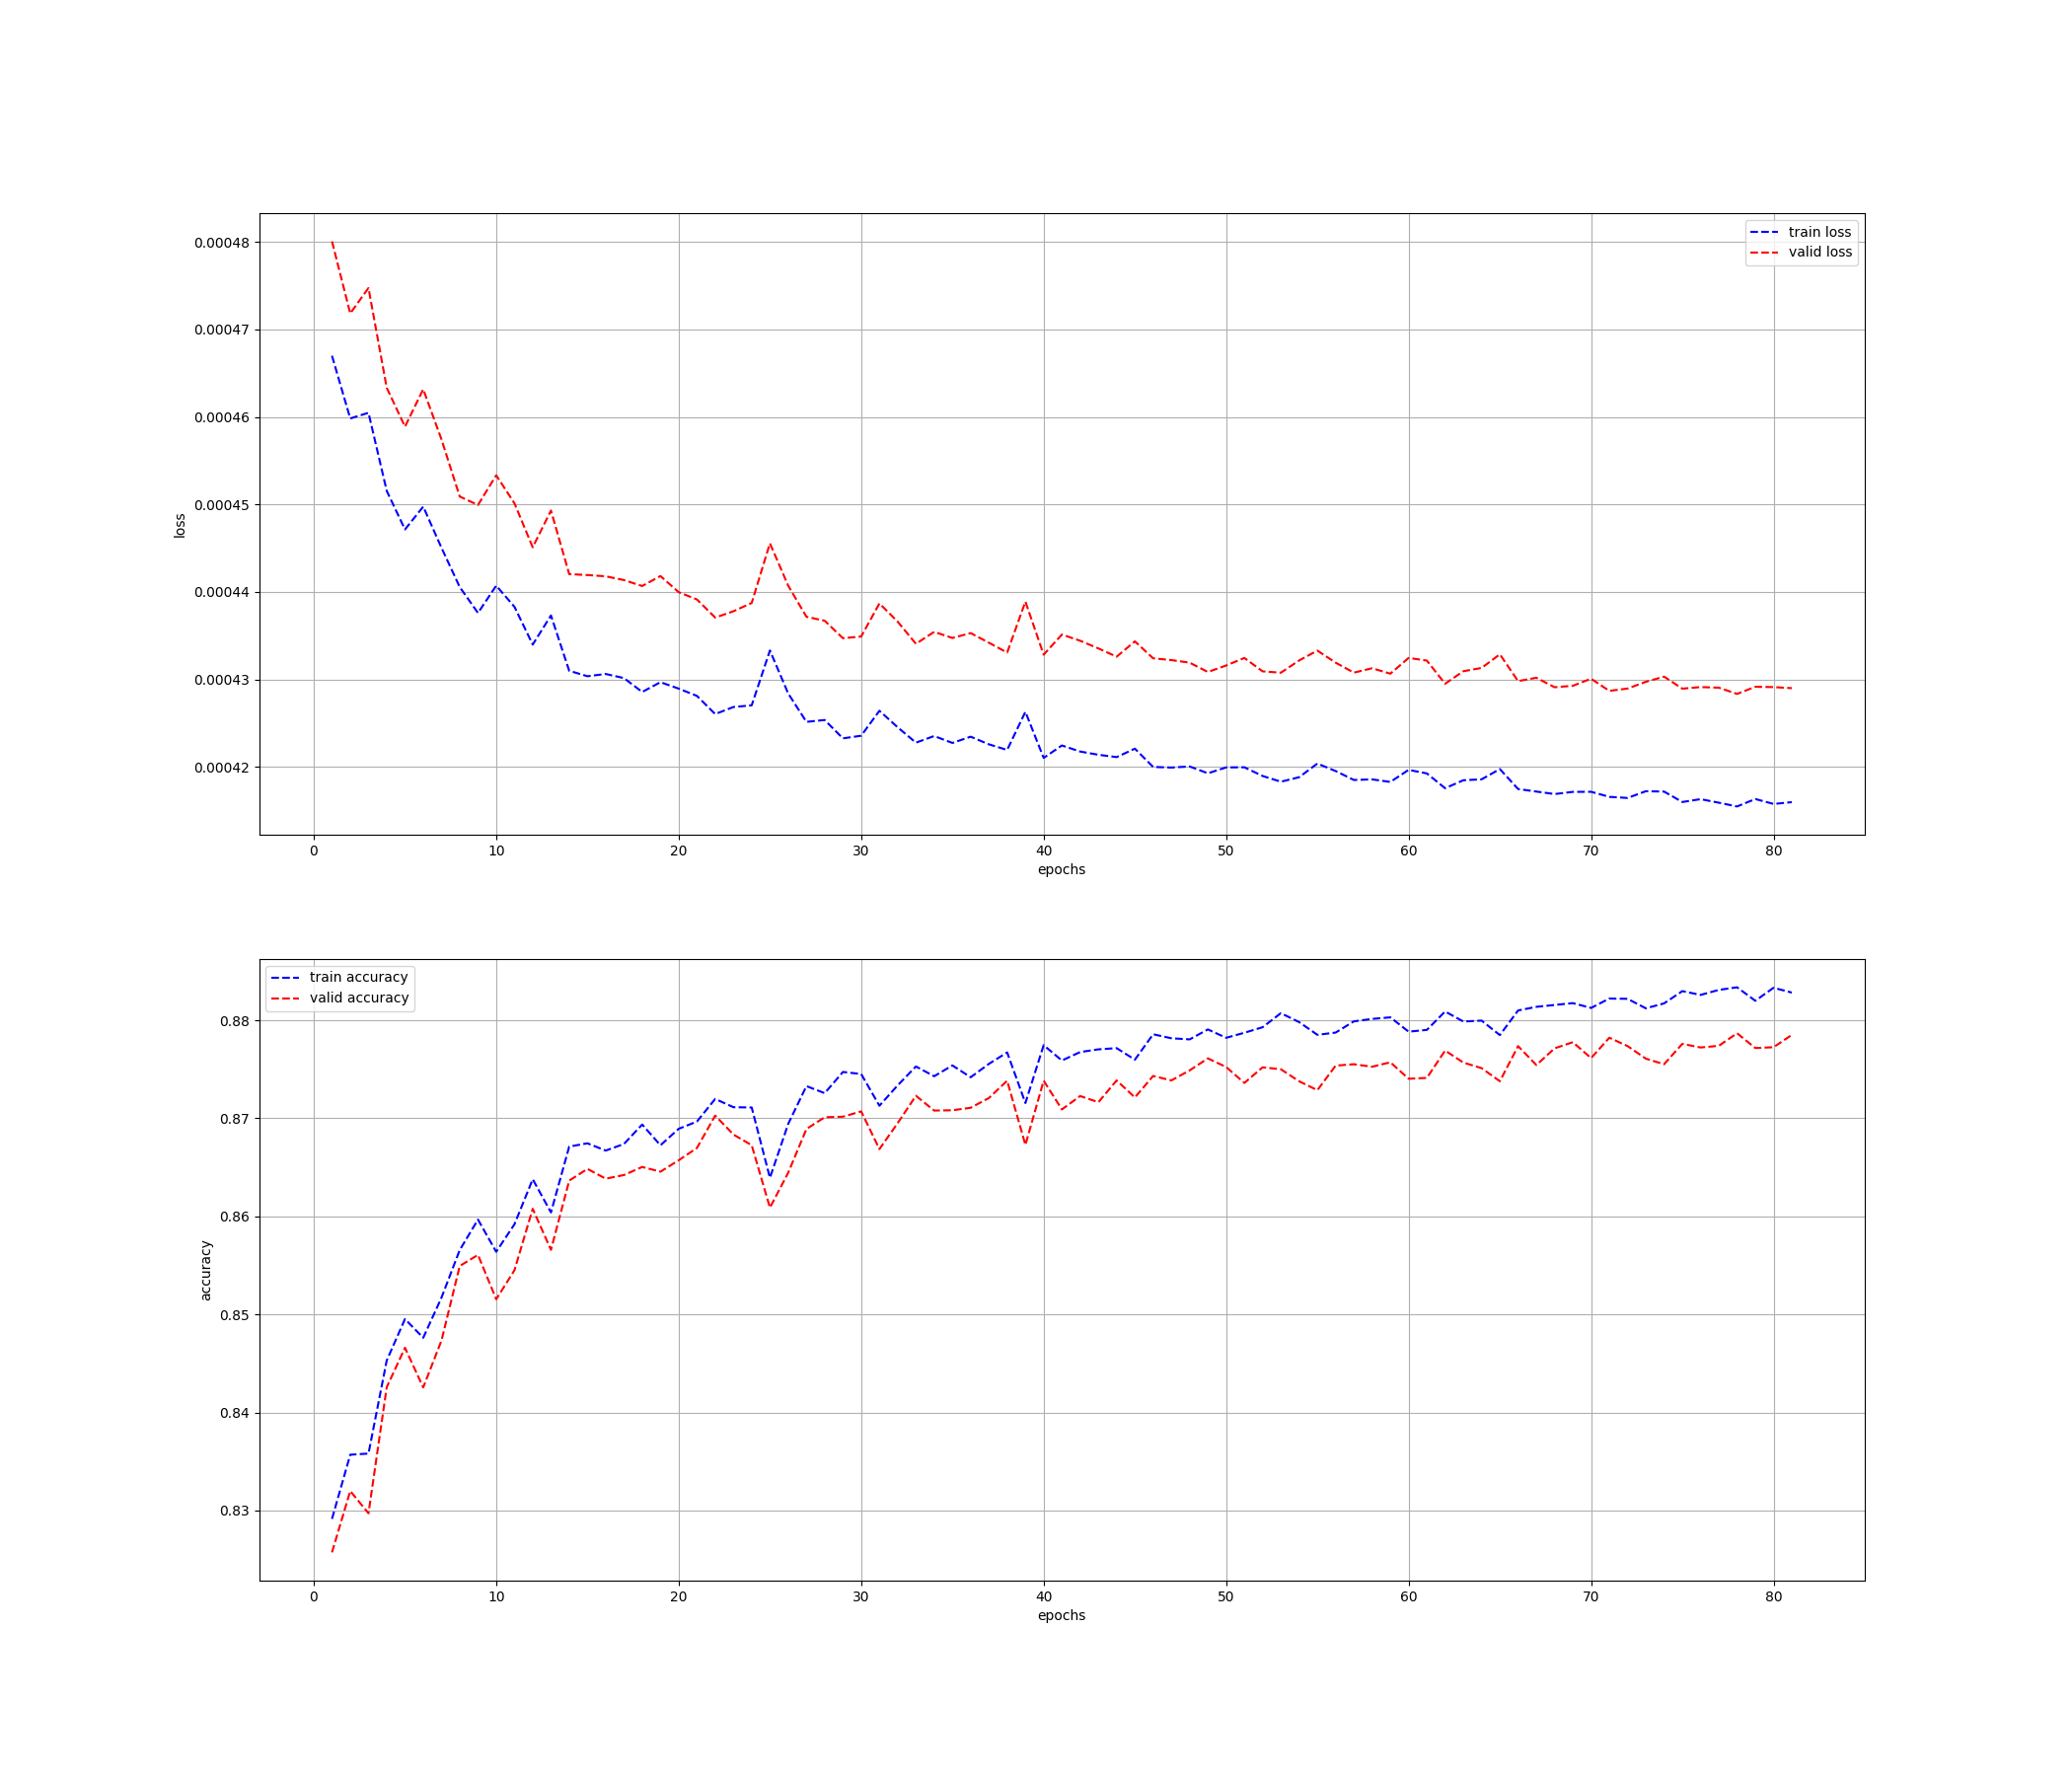 0.00048
0.00047
0.00046
0.00045
0.00044
0.00043
0.00042
loss
train loss
valid loss
0 10 20 30 40 50 60 70 80
epochs
train accuracy
valid accuracy
0.88
0.87
0.86
0.85
0.84
0.83
accuracy
0 10 20 30 40 50 60 70 80
epochs